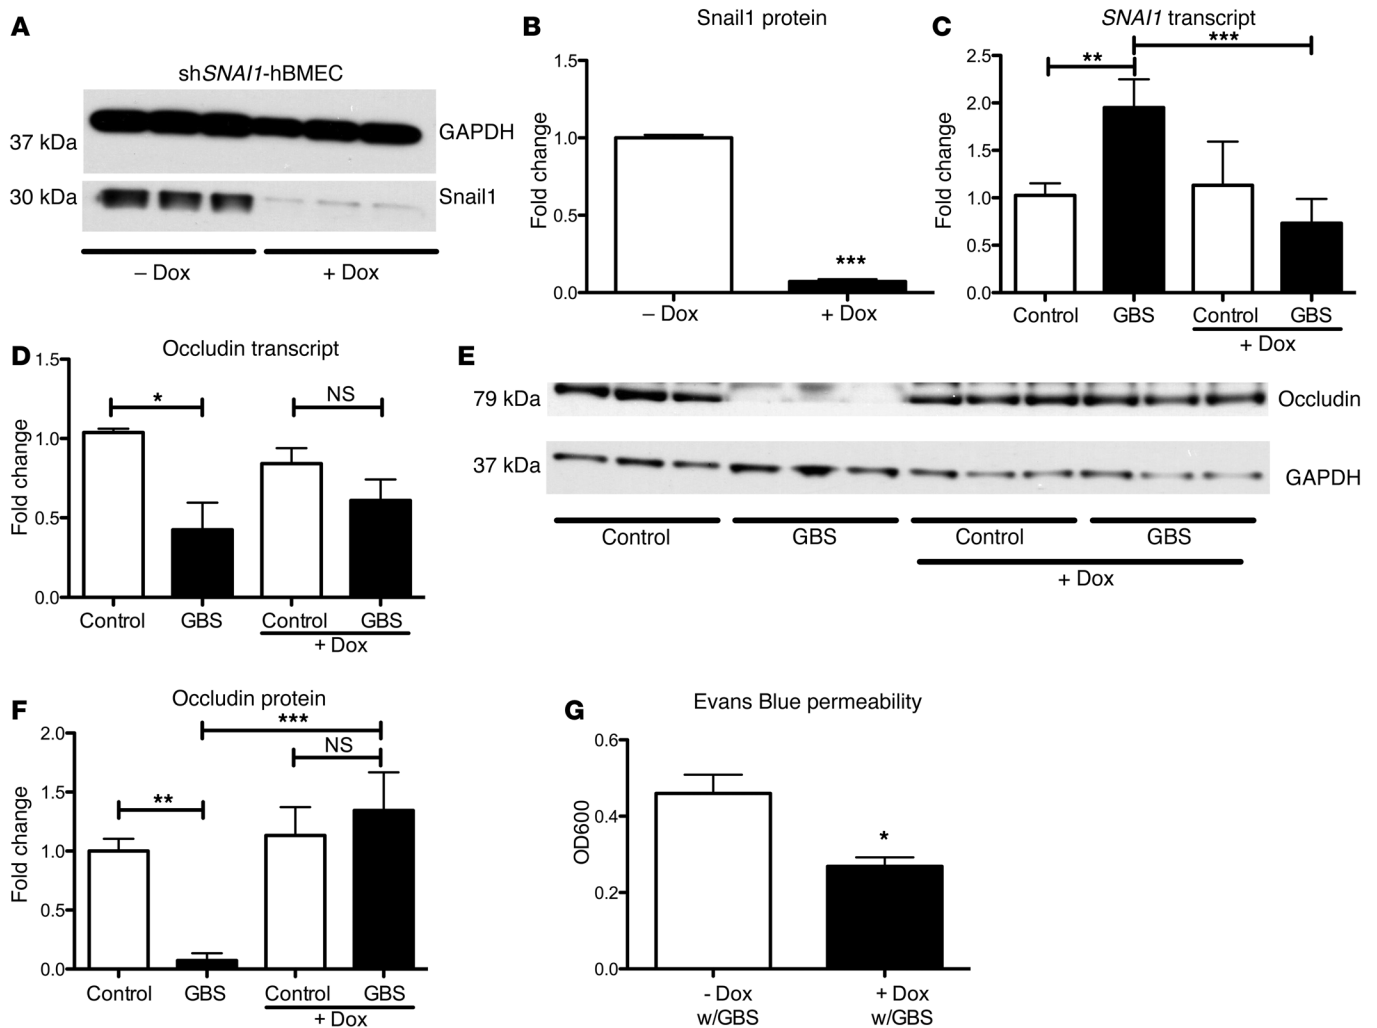 A
shSNAI1-hBMEC
37 kDa
GAPDH
30 kDa
Snail1
– Dox
+ Dox
B
Snail1 protein
Fold change
1.5
1.0
0.5
0.0
***
– Dox
+ Dox
C
SNAI1 transcript
Fold change
2.5
2.0
1.5
1.0
0.5
0.0
**
***
Control
GBS
Control
GBS
+ Dox
D
Occludin transcript
Fold change
1.5
1.0
0.5
0.0
*
NS
Control
GBS
Control
GBS
+ Dox
E
79 kDa
Occludin
37 kDa
GAPDH
Control
GBS
Control
GBS
+ Dox
F
Occludin protein
Fold change
2.0
1.5
1.0
0.5
0.0
***
NS
**
Control
GBS
Control
GBS
+ Dox
G
Evans Blue permeability
OD600
0.6
0.4
0.2
0.0
*
- Dox
w/GBS
+ Dox
w/GBS